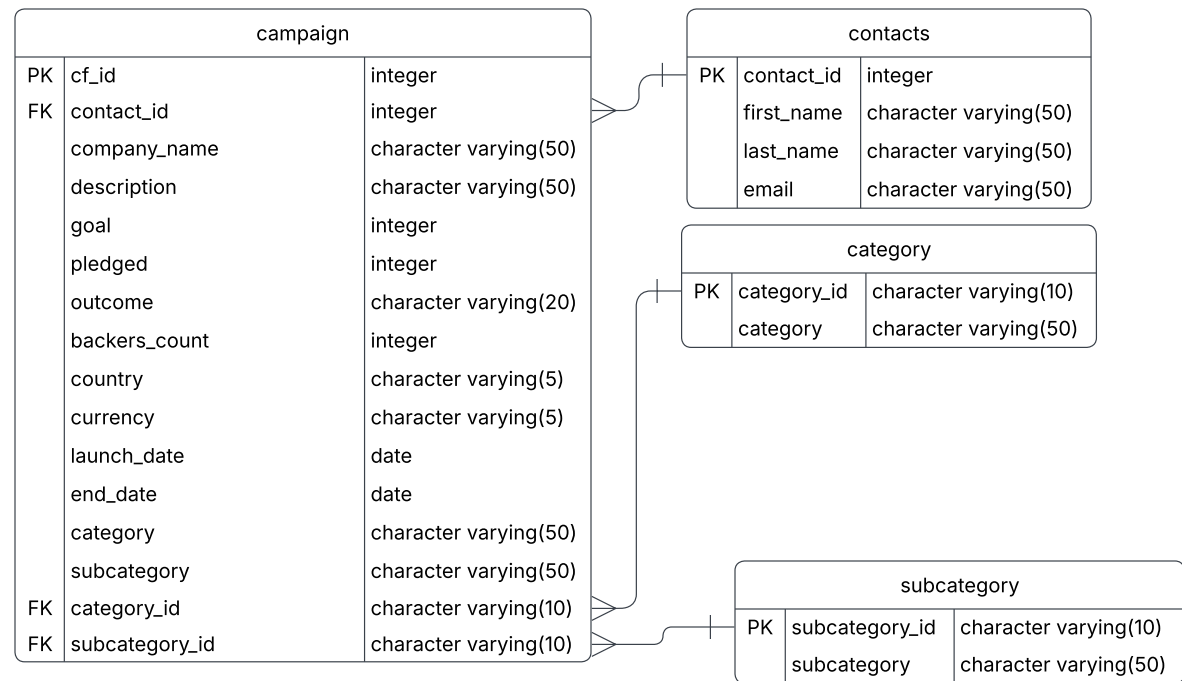 campaign
PK cf_id integer
FK contact_id integer
company_name character varying(50)
description character varying(50)
goal integer
pledged integer
outcome character varying(20)
backers_count integer
country character varying(5)
currency character varying(5)
launch_date date
end_date date
category character varying(50)
subcategory character varying(50)
FK category_id character varying(10)
FK subcategory_id character varying(10)
contacts
PK contact_id integer
first_name character varying(50)
last_name character varying(50)
email character varying(50)
category
PK category_id character varying(10)
category character varying(50)
subcategory
PK subcategory_id character varying(10)
subcategory character varying(50)